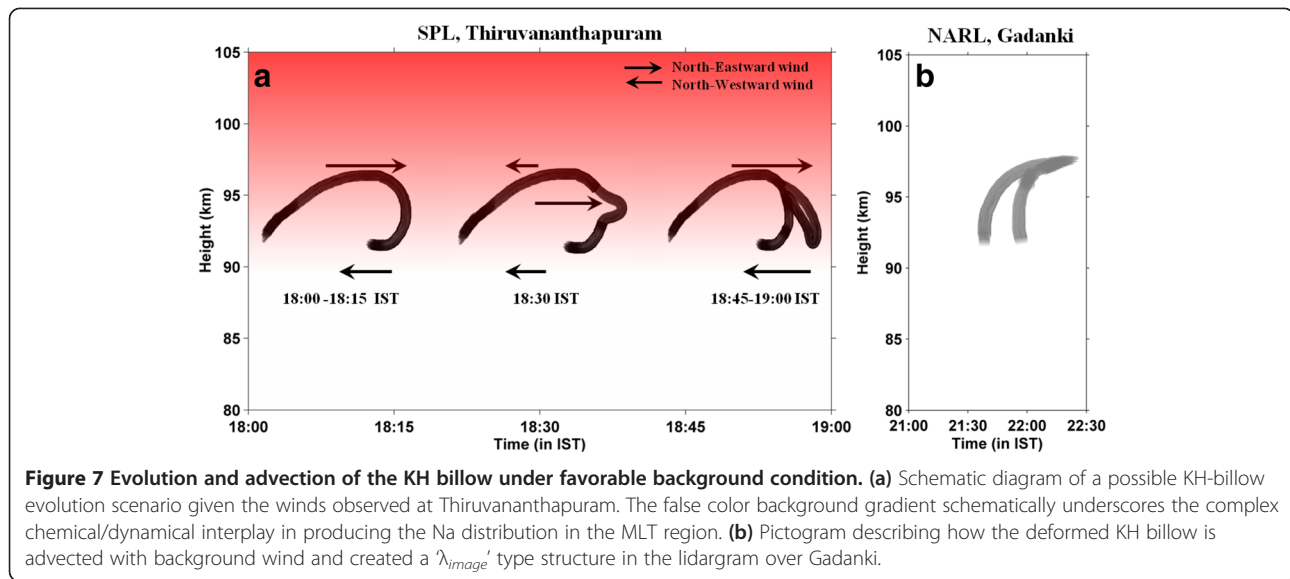 SPL, Thiruvananthapuram
NARL, Gadanki
a
North-Eastward wind
North-Westward wind
b
105
100
95
90
85
80
Height (km)
18:00 -18:15 IST
18:30 IST
18:45-19:00 IST
18:00
18:15
18:30
18:45
19:00
Time (in IST)
105
100
95
90
85
80
Height (km)
21:00
21:30
22:00
22:30
Time (in IST)
Figure 7 Evolution and advection of the KH billow under favorable background condition. (a) Schematic diagram of a possible KH-billow
evolution scenario given the winds observed at Thiruvananthapuram. The false color background gradient schematically underscores the complex
chemical/dynamical interplay in producing the Na distribution in the MLT region. (b) Pictogram describing how the deformed KH billow is
advected with background wind and created a ‘λimage’ type structure in the lidargram over Gadanki.